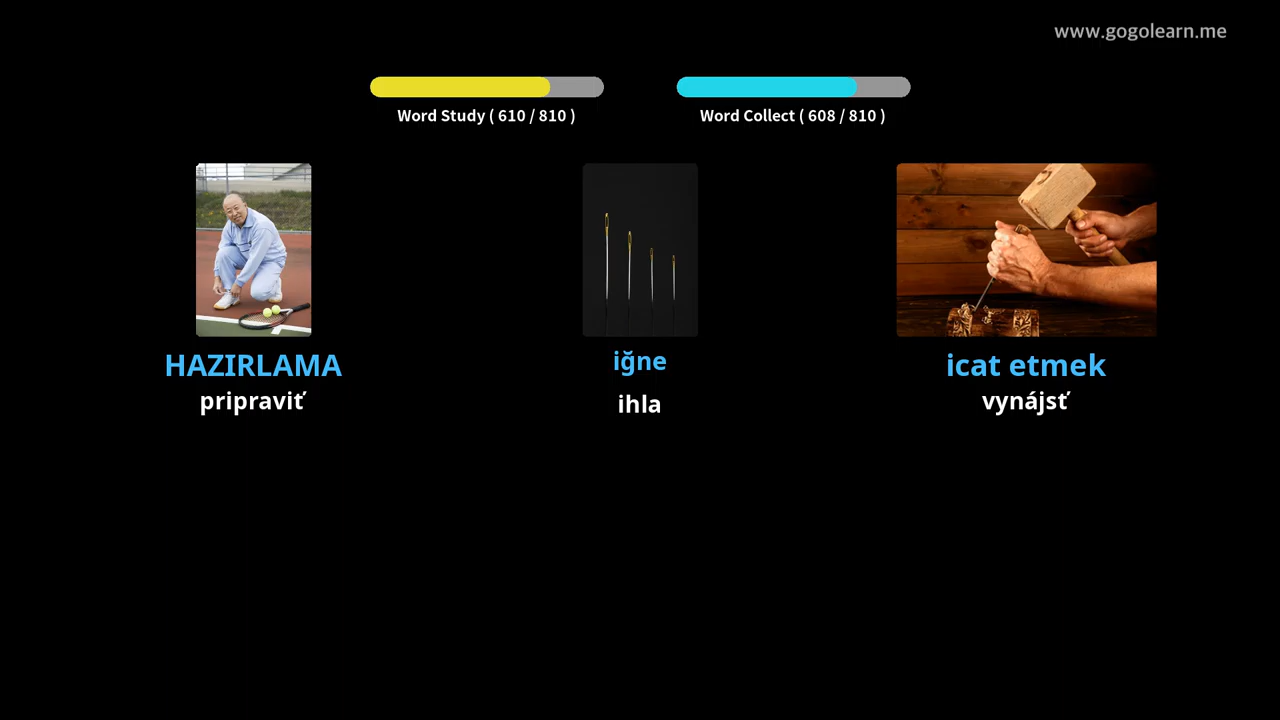 www.gogolearn.me
Word Study ( 610 / 810 )
Word Collect ( 608 / 810 )
HAZIRLAMA
pripraviť
iğne
ihla
icat etmek
vynájsť